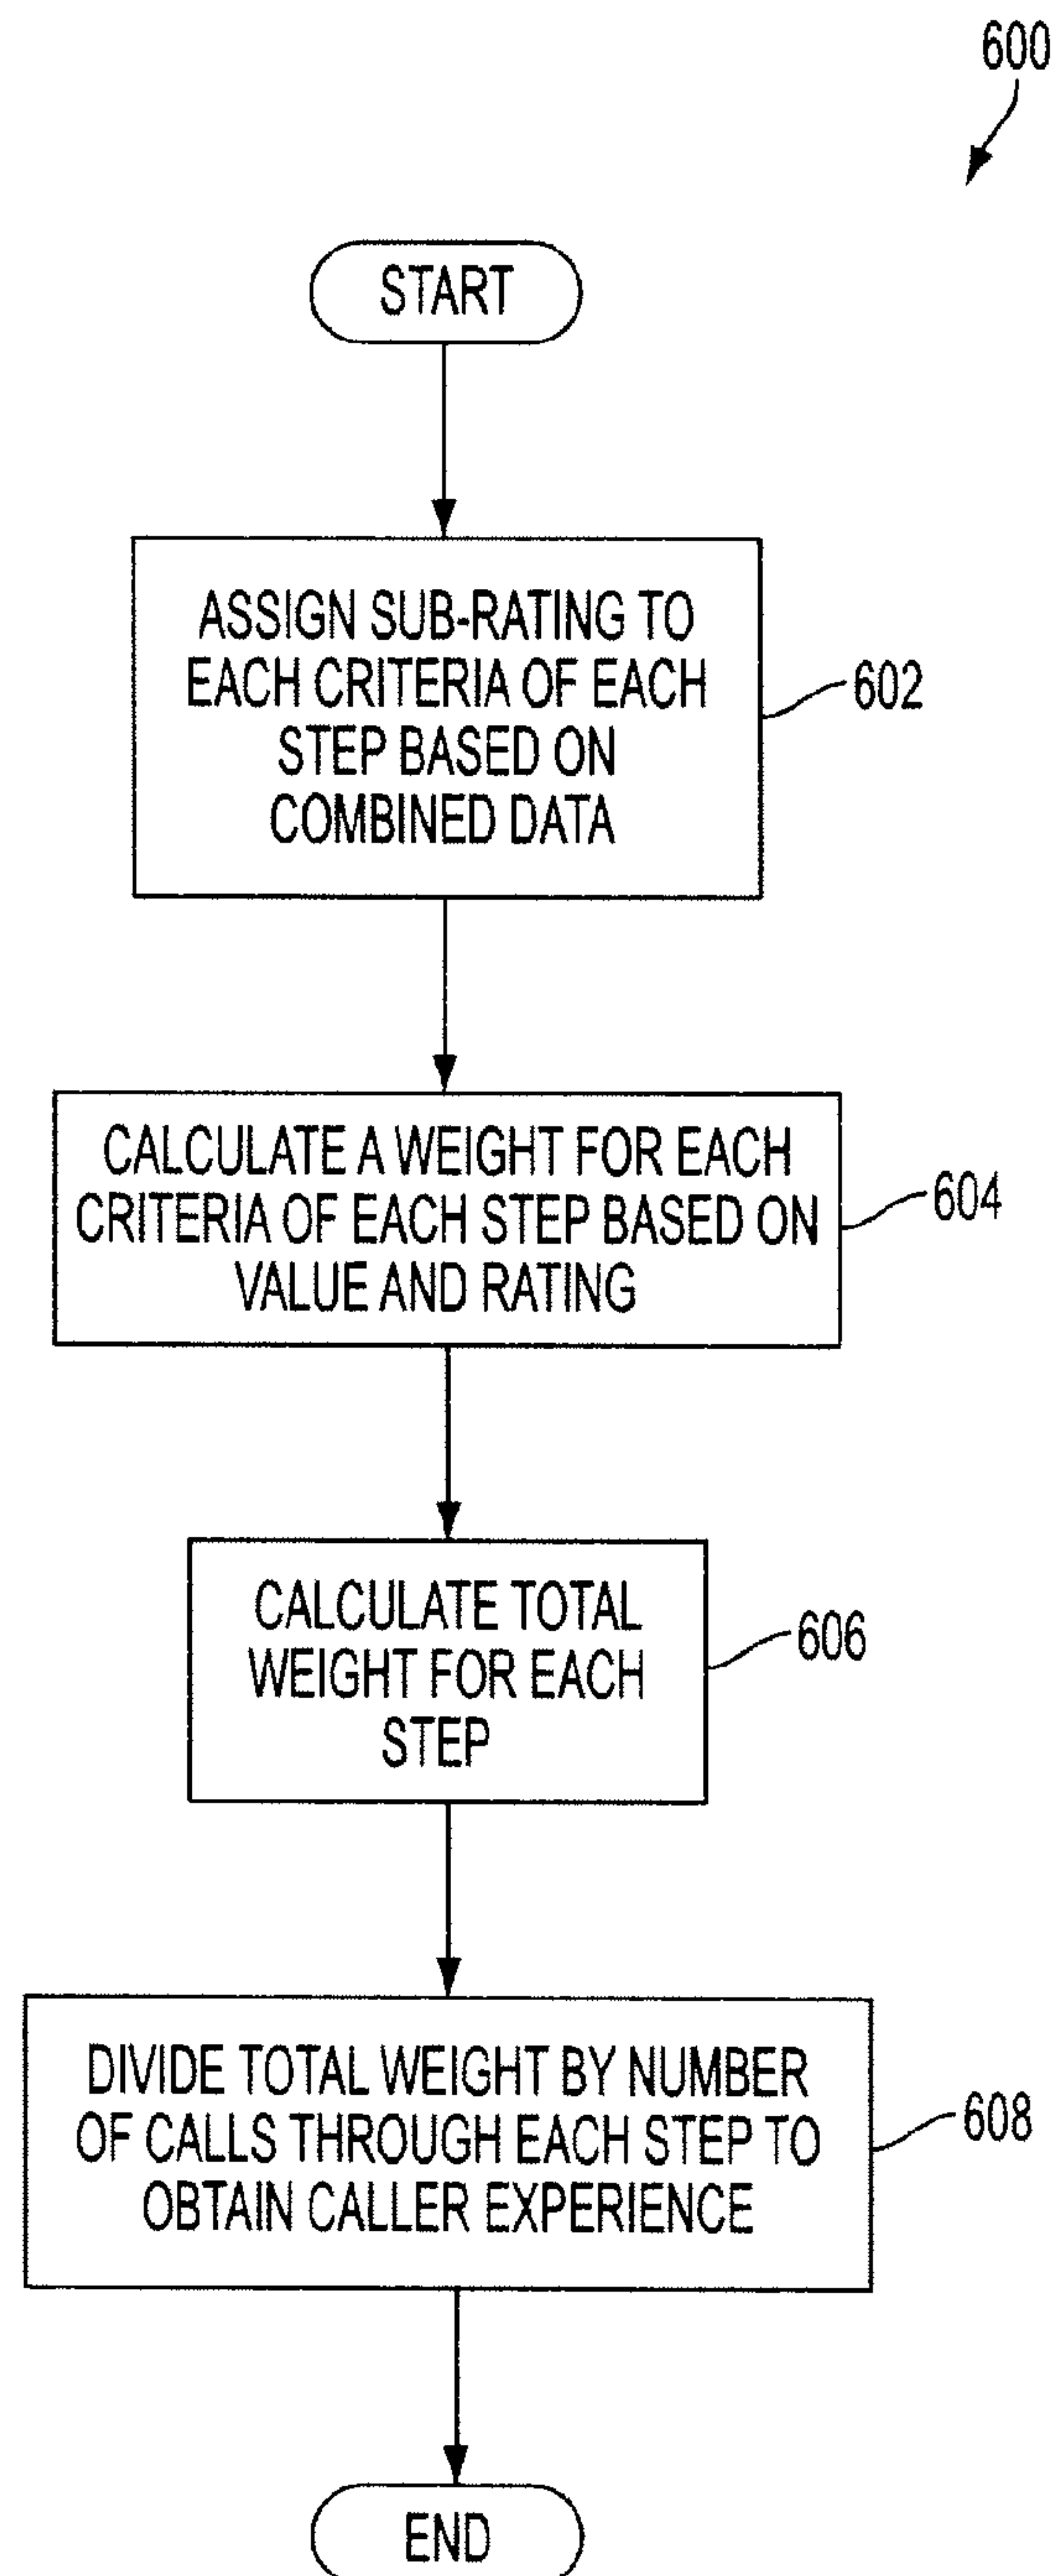 600
START
ASSIGN SUB-RATING TO
EACH CRITERIA OF EACH
STEP BASED ON
COMBINED DATA
602
CALCULATE A WEIGHT FOR EACH
CRITERIA OF EACH STEP BASED ON
VALUE AND RATING
604
CALCULATE TOTAL
WEIGHT FOR EACH
STEP
606
DIVIDE TOTAL WEIGHT BY NUMBER
OF CALLS THROUGH EACH STEP TO
OBTAIN CALLER EXPERIENCE
608
END